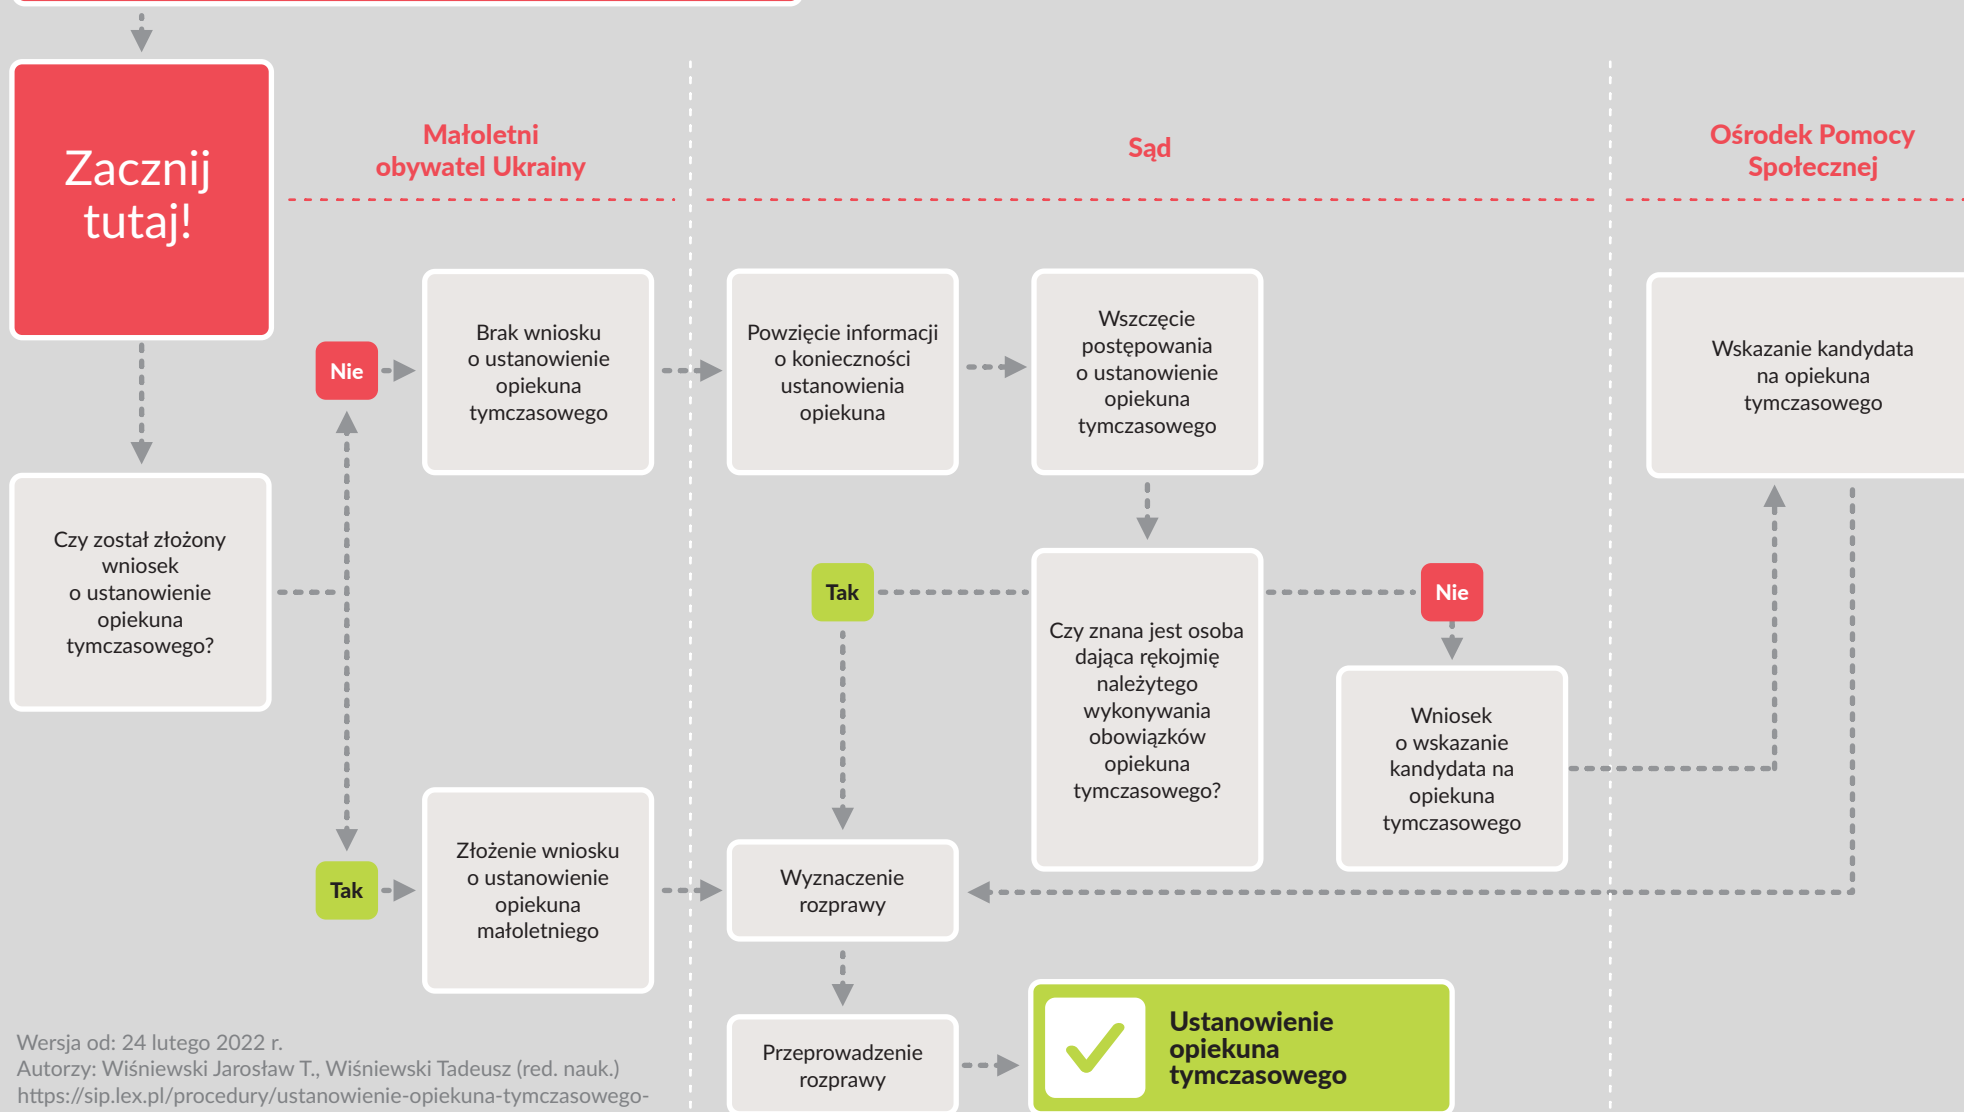 Zacznij
tutaj!
Małoletni
obywatel Ukrainy
Sąd
Ośrodek Pomocy
Społecznej
Nie
Brak wniosku
o ustanowienie
opiekuna
tymczasowego
Powzięcie informacji
o konieczności
ustanowienia
opiekuna
Wszczęcie
postępowania
o ustanowienie
opiekuna
tymczasowego
Wskazanie kandydata
na opiekuna
tymczasowego
Czy został złożony
wniosek
o ustanowienie
opiekuna
tymczasowego?
Tak
Czy znana jest osoba
dająca rękojmię
należytego
wykonywania
obowiązków
opiekuna
tymczasowego?
Nie
Wniosek
o wskazanie
kandydata na
opiekuna
tymczasowego
Tak
Złożenie wniosku
o ustanowienie
opiekuna
małoletniego
Wyznaczenie
rozprawy
Przeprowadzenie
rozprawy
Ustanowienie
opiekuna
tymczasowego
Wersja od: 24 lutego 2022 r.
Autorzy: Wiśniewski Jarosław T., Wiśniewski Tadeusz (red. nauk.)
https://sip.lex.pl/procedury/ustanowienie-opiekuna-tymczasowego-